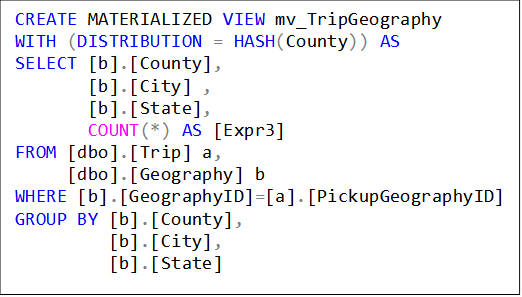 CREATE MATERIALIZED VIEW mv_TripGeography
WITH (DISTRIBUTION = HASH(County)) AS
SELECT [b].[County],
[b].[City] ,
[b].[State],
COUNT(*) AS [Expr3]
FROM [dbo].[Trip] a,
[dbo].[Geography] b
WHERE [b].[GeographyID]=[a].[PickupGeographyID]
GROUP BY [b].[County],
[b].[City],
[b].[State]